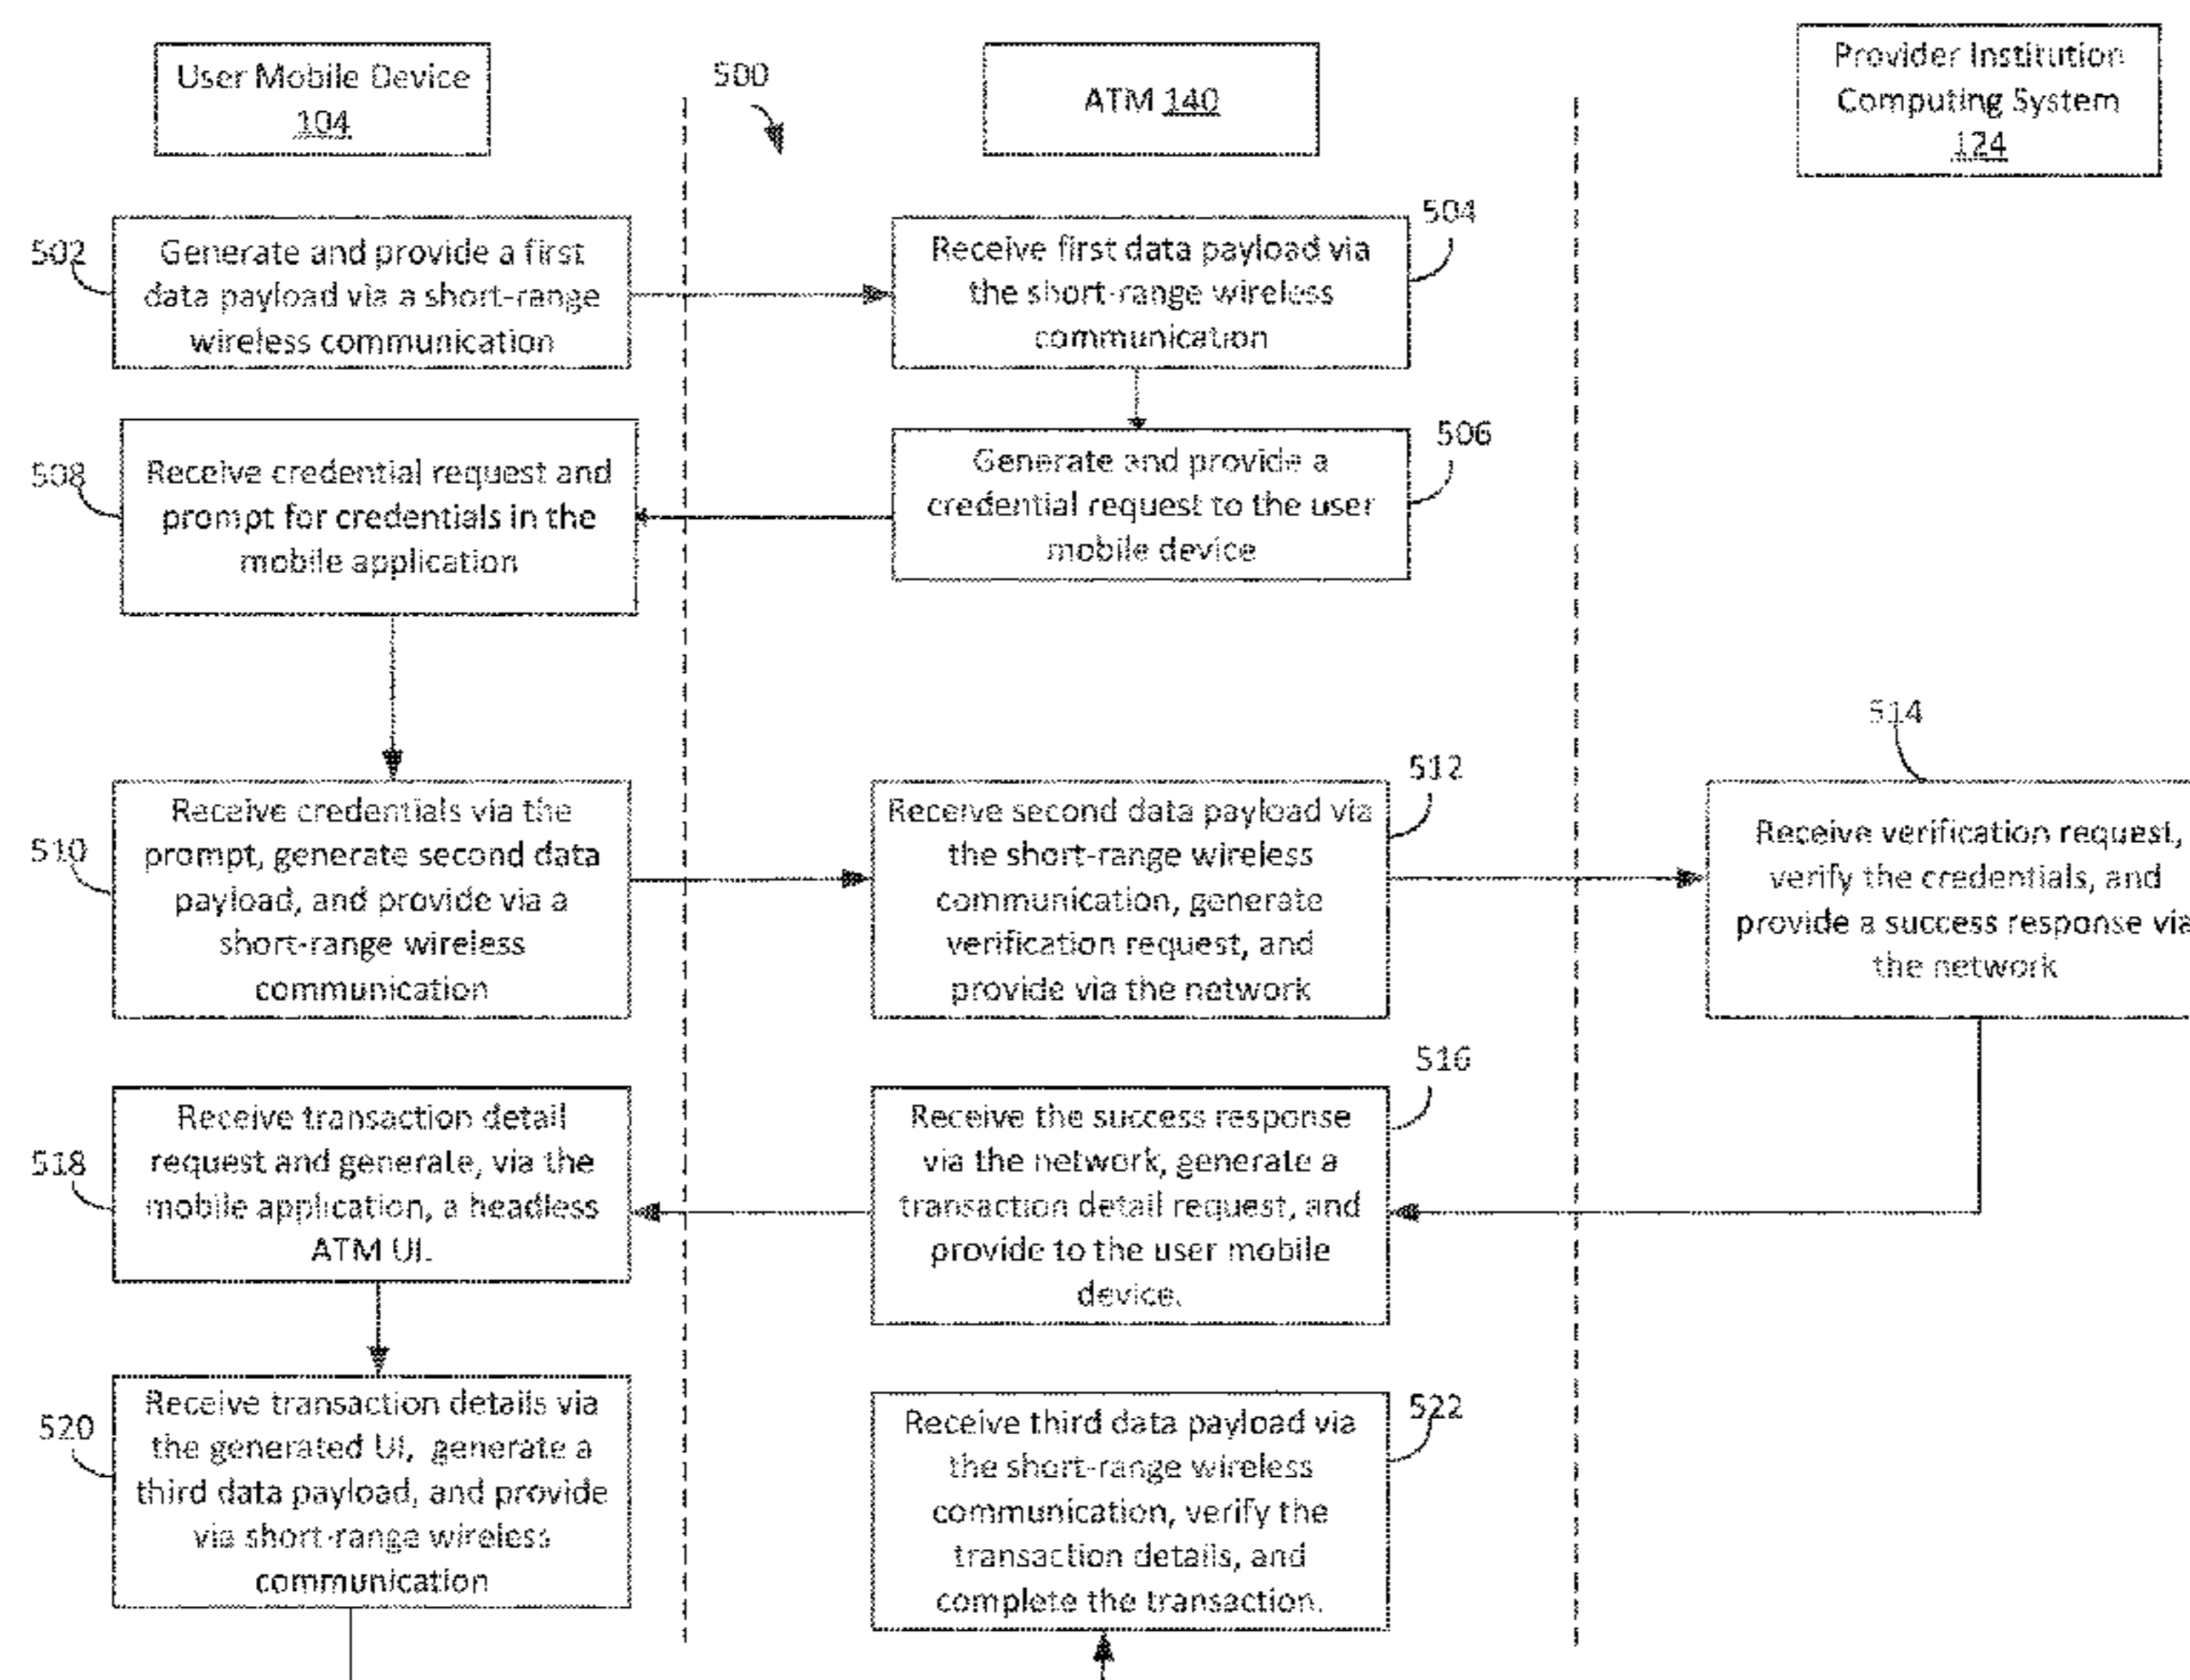 User Mobile Device
104
500
ATM 140
Provider Institution
Computing System
124
502
Generate and provide a first
data payload via a short-range
wireless communication
504
Receive first data payload via
the short-range wireless
communication
506
Generate and provide a
credential request to the user
mobile device
508
Receive credential request and
prompt for credentials in the
mobile application
510
Receive credentials via the
prompt, generate second data
payload, and provide via a
short-range wireless
communication
512
Receive second data payload via
the short-range wireless
communication, generate
verification request, and
provide via the network
514
Receive verification request,
verify the credentials, and
provide a success response via
the network
516
Receive the success response
via the network, generate a
transaction detail request, and
provide to the user mobile
device.
518
Receive transaction detail
request and generate, via the
mobile application, a headless
ATM UI.
520
Receive transaction details via
the generated UI, generate a
third data payload, and provide
via short-range wireless
communication
522
Receive third data payload via
the short-range wireless
communication, verify the
transaction details, and
complete the transaction.